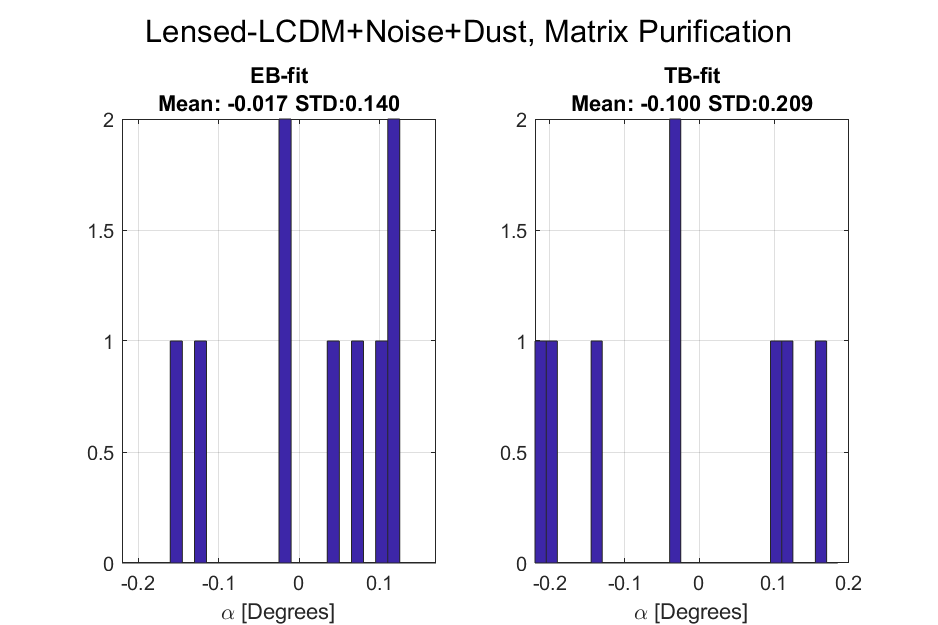 Lensed-LCDM+Noise+Dust, Matrix Purification
EB-fit
Mean: -0.017 STD:0.140
2
1.5
1
0.5
0
-0.2 -0.1 0 0.1
α [Degrees]
TB-fit
Mean: -0.100 STD:0.209
2
1.5
1
0.5
0
-0.2 -0.1 0 0.1 0.2
α [Degrees]